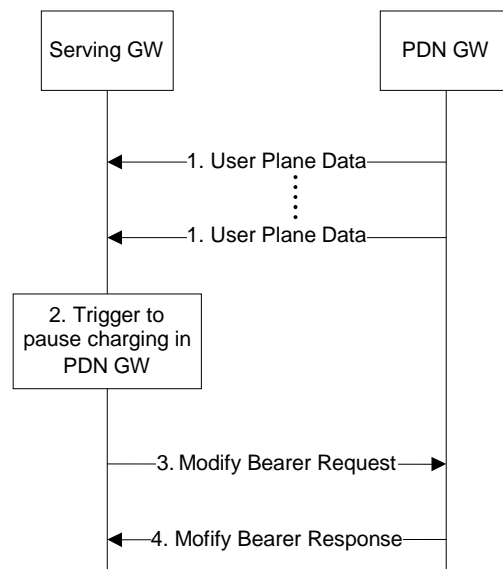 Serving GW
PDN GW
1. User Plane Data
1. User Plane Data
2. Trigger to
pause charging in
PDN GW
3. Modify Bearer Request
4. Mofify Bearer Response